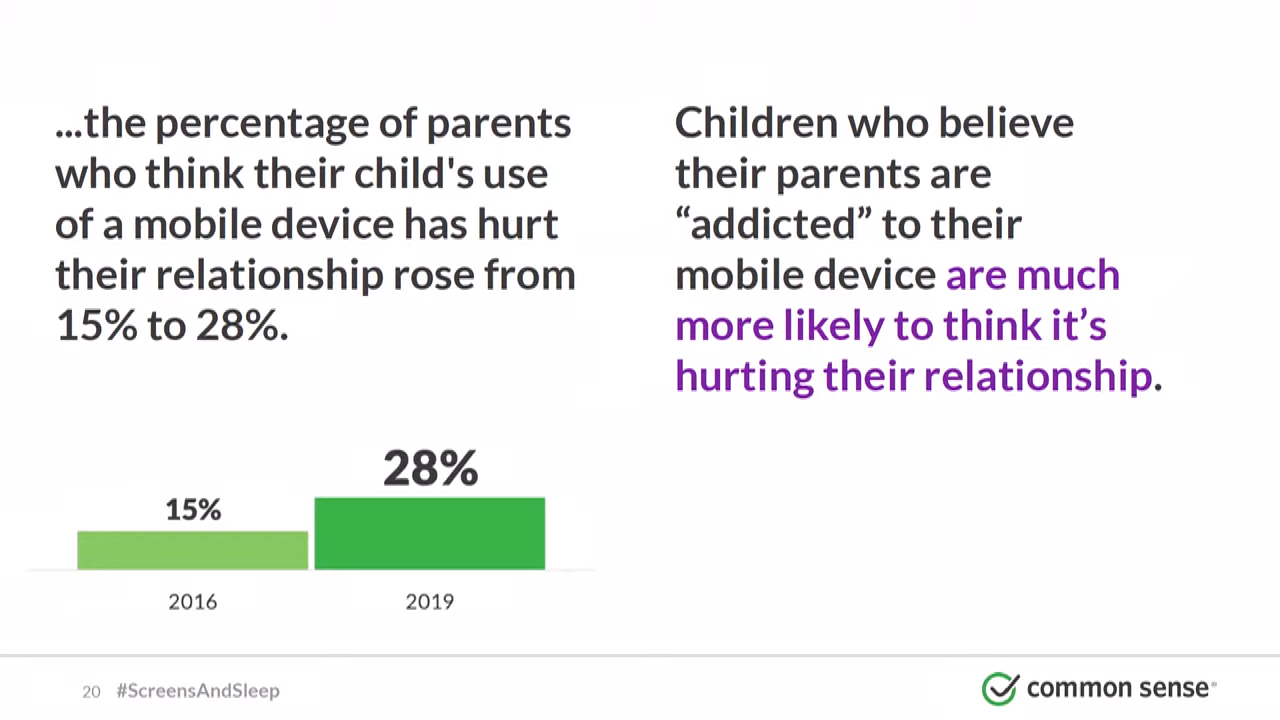 ...the percentage of parents
who think their child's use
of a mobile device has hurt
their relationship rose from
15% to 28%.
Children who believe
their parents are
“addicted” to their
mobile device are much
more likely to think it’s
hurting their relationship.
15%
28%
2016
2019
20 #ScreensAndSleep
common sense®